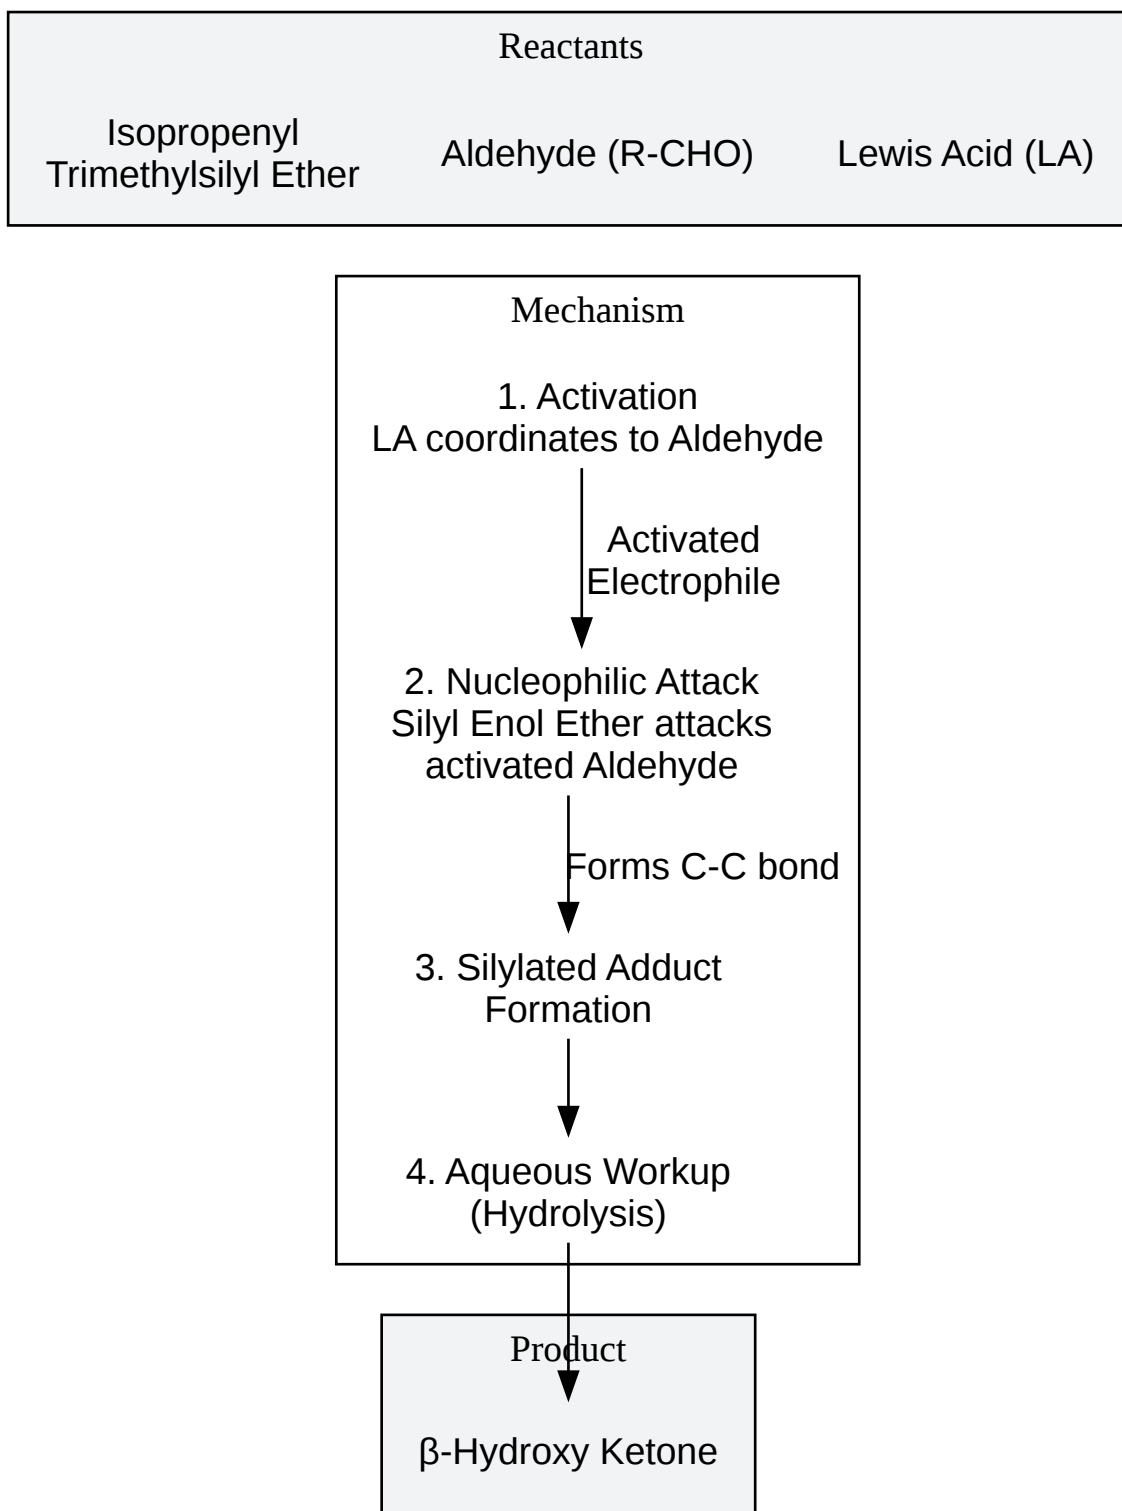 Reactants
Isopropenyl
Trimethylsilyl Ether
Aldehyde (R-CHO)
Lewis Acid (LA)
Mechanism
1. Activation
LA coordinates to Aldehyde
Activated
Electrophile
2. Nucleophilic Attack
Silyl Enol Ether attacks
activated Aldehyde
Forms C-C bond
3. Silylated Adduct
Formation
4. Aqueous Workup
(Hydrolysis)
Product
β-Hydroxy Ketone